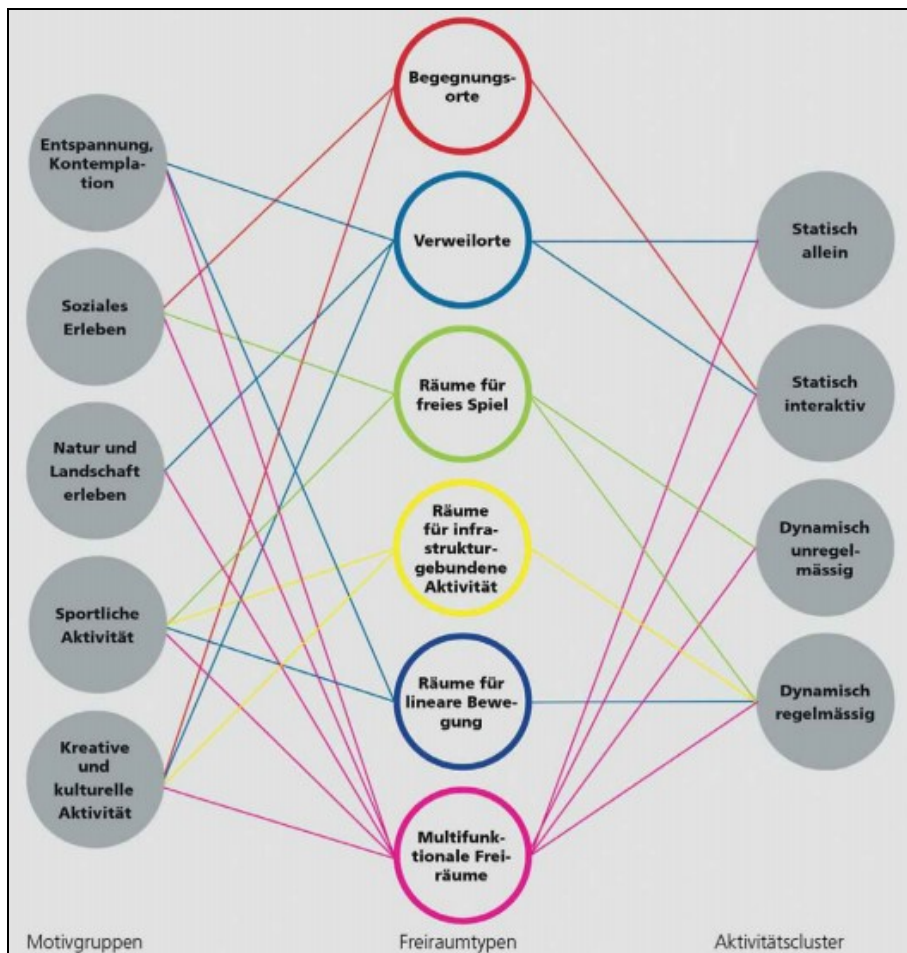 Entspannung,
Kontempla-
tion
Soziales
Erleben
Natur und
Landschaft
erleben
Sportliche
Aktivität
Kreative
und
kulturelle
Aktivität
Motivgruppen
Begegnungs-
orte
Verweilorte
Räume für
freies Spiel
Räume
für infra-
struktur-
gebundene
Aktivität
Räume für
lineare Bewe-
gung
Multifunk-
tionale Frei-
räume
Freiraumtypen
Statisch
allein
Statisch
interaktiv
Dynamisch
unregel-
mässig
Dynamisch
regelmässig
Aktivitätscluster